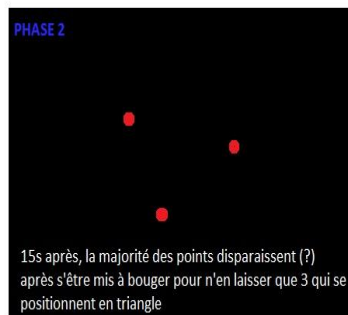 PHASE 2
15s après, la majorité des points disparaissent (?)
après s'être mis à bouger pour n'en laisser que 3 qui se
positionnent en triangle